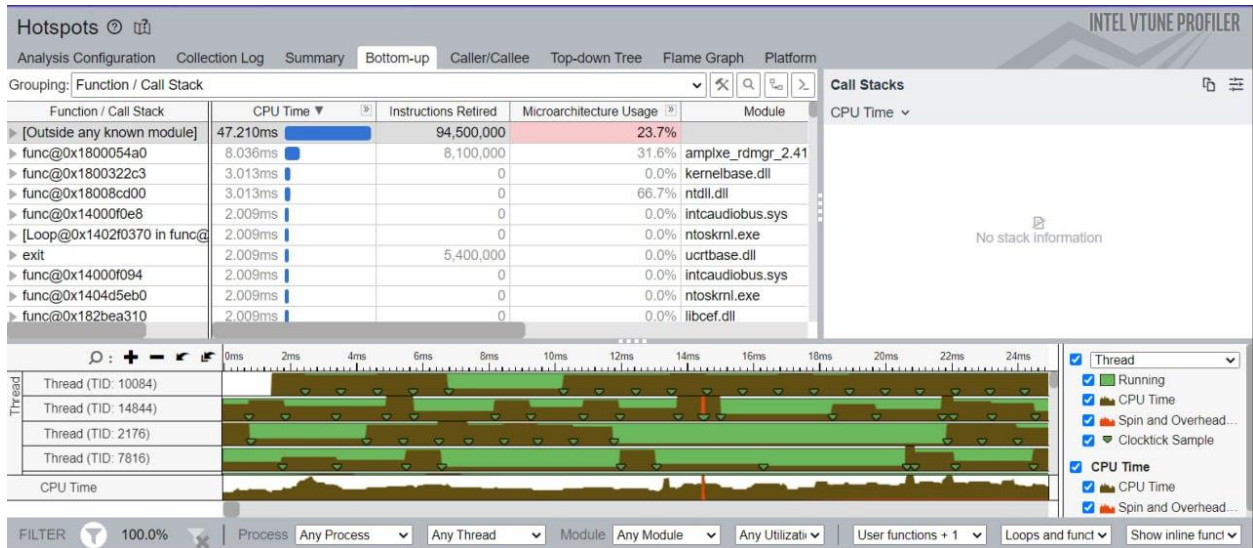 Hotspots
INTEL VTUNE PROFILER
Analysis Configuration Collection Log Summary Bottom-up Caller/Callee Top-down Tree Flame Graph Platform
Grouping: Function / Call Stack
Call Stacks
Function / Call Stack CPU Time ▼ Instructions Retired Microarchitecture Usage Module
CPU Time
[Outside any known module] 47.210ms 94,500,000 23.7%
func@0x1800054a0 8.036ms 8,100,000 31.6% amplxe_rdmgr_2.41
func@0x1800322c3 3.013ms 0 0.0% kernelbase.dll
func@0x18008cd00 3.013ms 0 66.7% ntdll.dll
func@0x14000f0e8 2.009ms 0 0.0% intcaudiobus.sys
[Loop@0x1402f0370 in func@ 2.009ms 0 0.0% ntoskrnl.exe
exit 2.009ms 5,400,000 0.0% ucrtbase.dll
func@0x14000f094 2.009ms 0 0.0% intcaudiobus.sys
func@0x1404d5eb0 2.009ms 0 0.0% ntoskrnl.exe
func@0x182bea310 2.009ms 0 0.0% libcef.dll
No stack information
0ms 2ms 4ms 6ms 8ms 10ms 12ms 14ms 16ms 18ms 20ms 22ms 24ms
Thread
Thread (TID: 10084)
Thread (TID: 14844)
Thread (TID: 2176)
Thread (TID: 7816)
CPU Time
Thread
Running
CPU Time
Spin and Overhead...
Clocktick Sample
CPU Time
CPU Time
Spin and Overhead...
FILTER 100.0% Process Any Process Any Thread Module Any Module Any Utilizati User functions + 1 Loops and funct Show inline funct